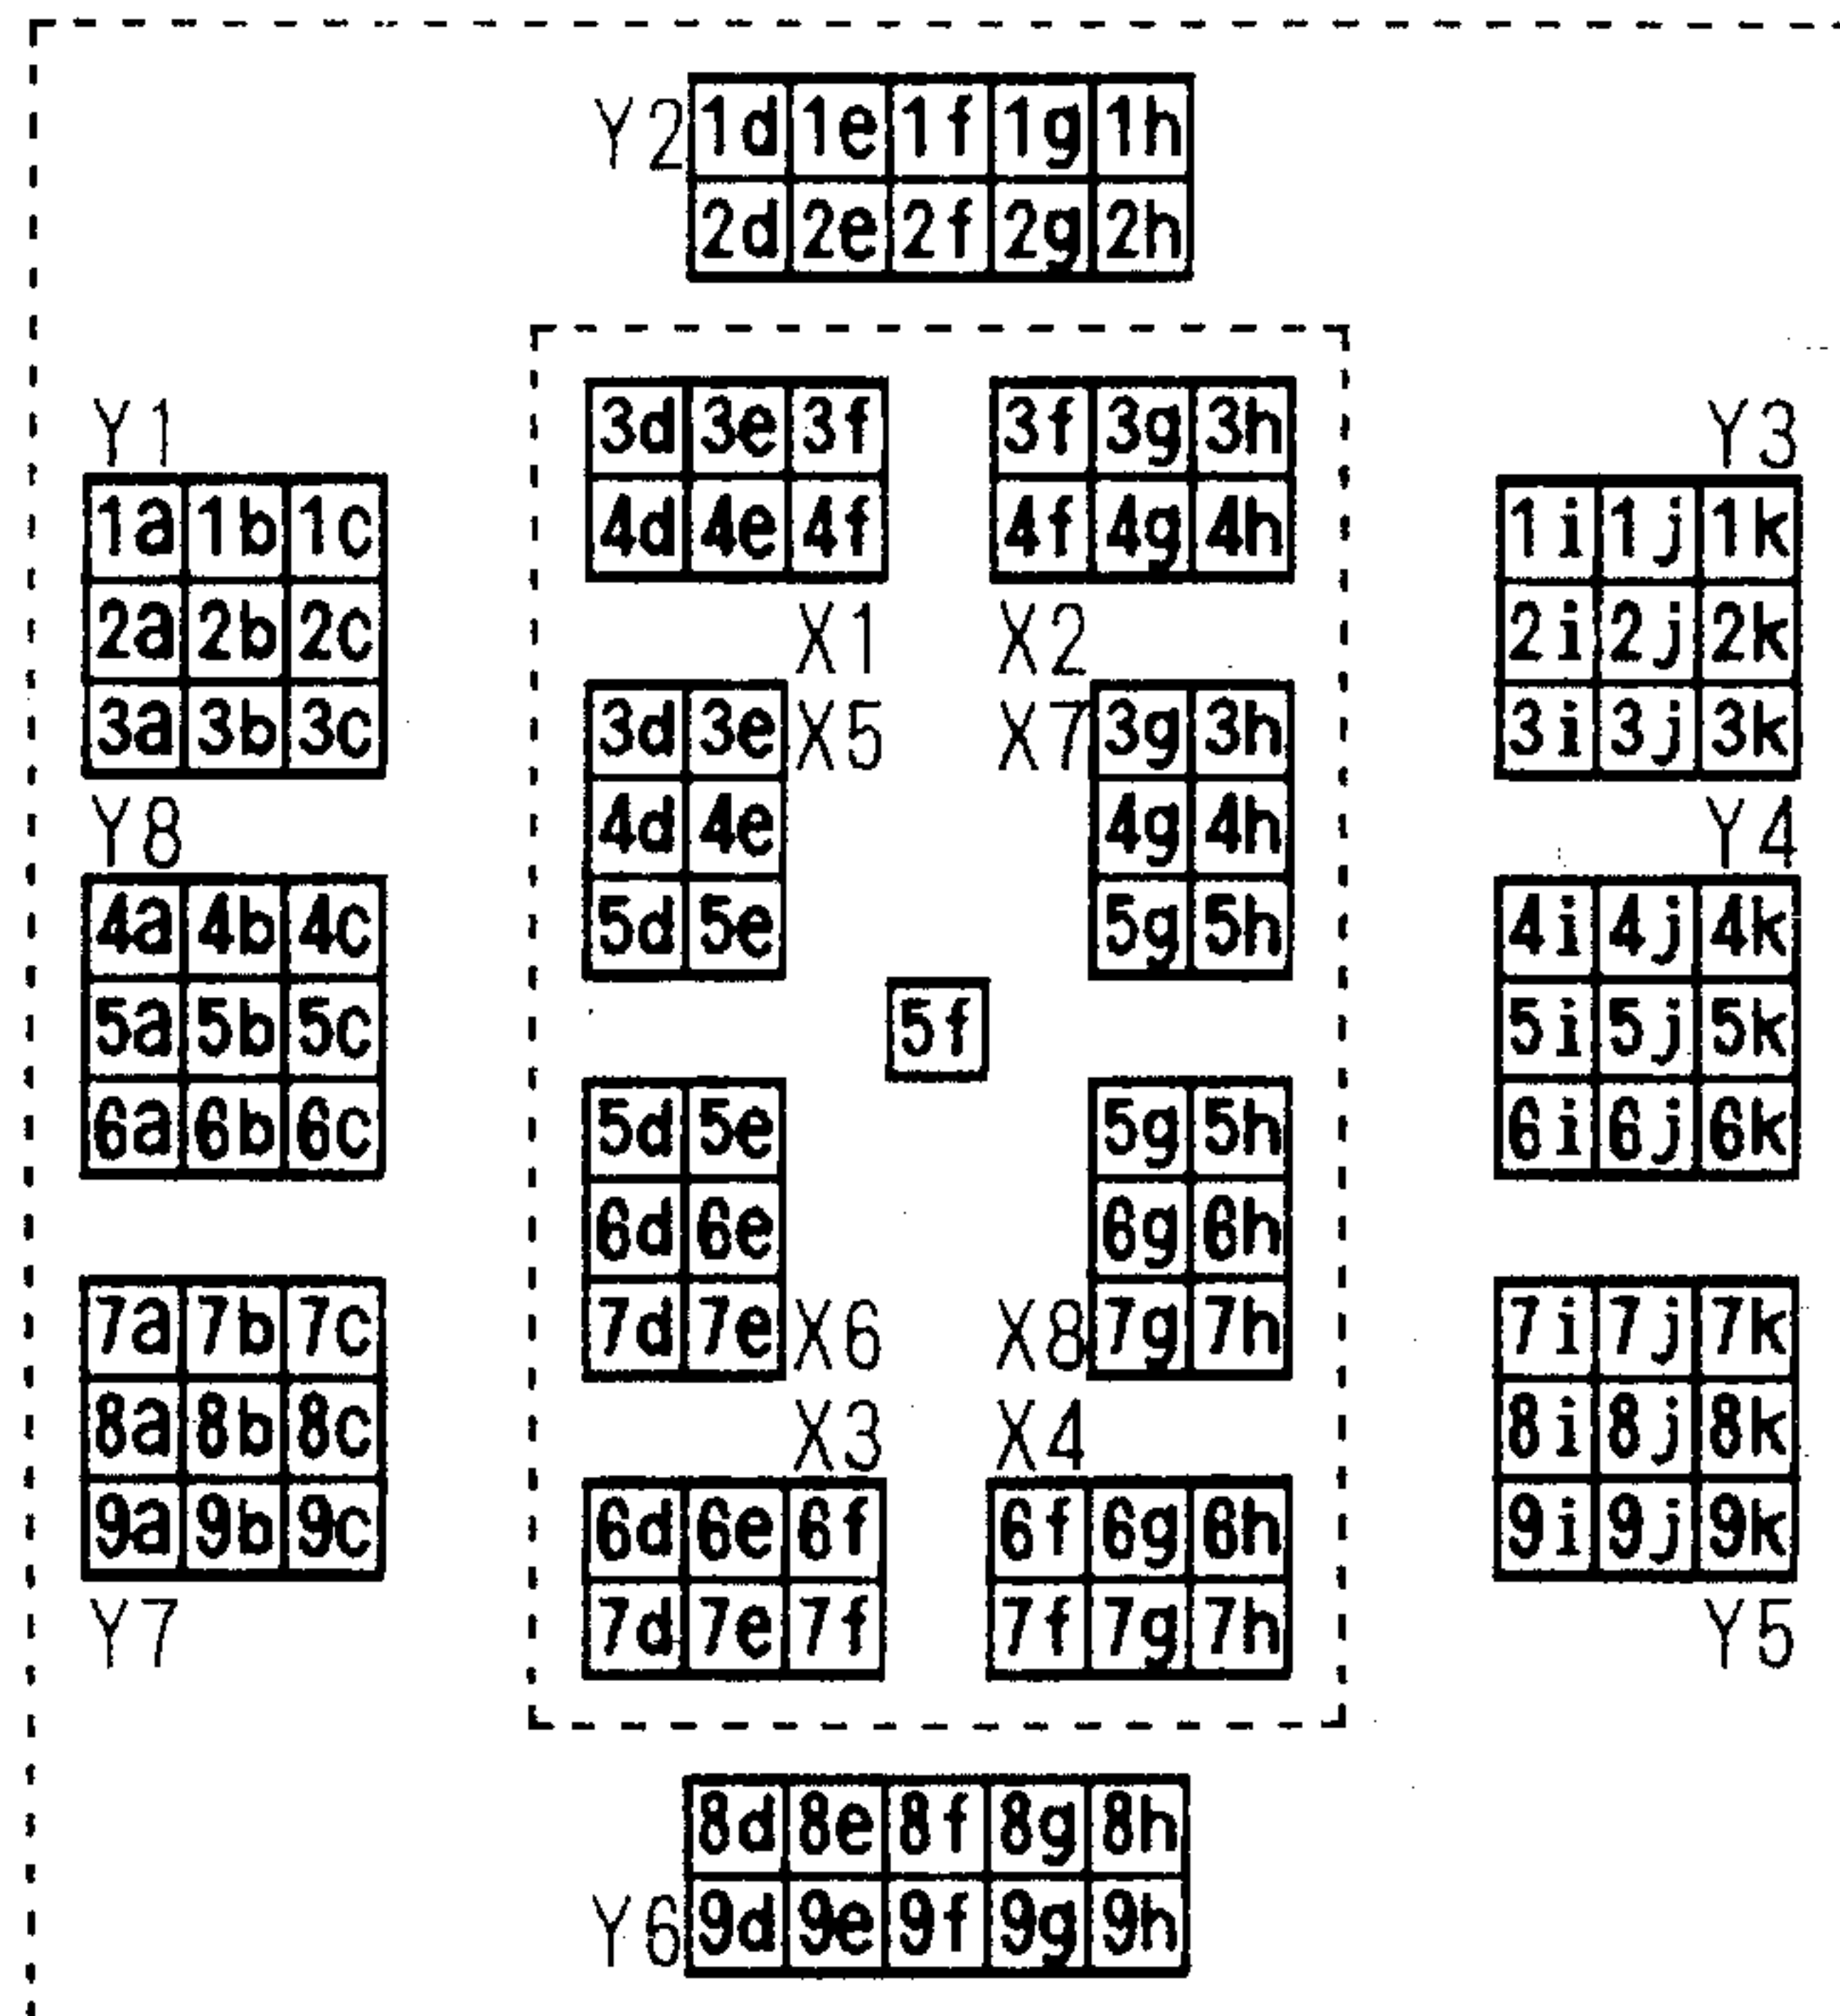 Y2
1d 1e 1f 1g 1h
2d 2e 2f 2g 2h
Y1
1a 1b 1c
2a 2b 2c
3a 3b 3c
Y8
4a 4b 4c
5a 5b 5c
6a 6b 6c
7a 7b 7c
8a 8b 8c
9a 9b 9c
Y7
3d 3e 3f
4d 4e 4f
X1
3f 3g 3h
4f 4g 4h
X2
X5
3d 3e
4d 4e
5d 5e
X7
3g 3h
4g 4h
5g 5h
5f
5d 5e
6d 6e
7d 7e
X6
5g 5h
6g 6h
7g 7h
X8
X3
6d 6e 6f
7d 7e 7f
X4
6f 6g 6h
7f 7g 7h
Y3
1i 1j 1k
2i 2j 2k
3i 3j 3k
Y4
4i 4j 4k
5i 5j 5k
6i 6j 6k
7i 7j 7k
8i 8j 8k
9i 9j 9k
Y5
8d 8e 8f 8g 8h
9d 9e 9f 9g 9h
Y6